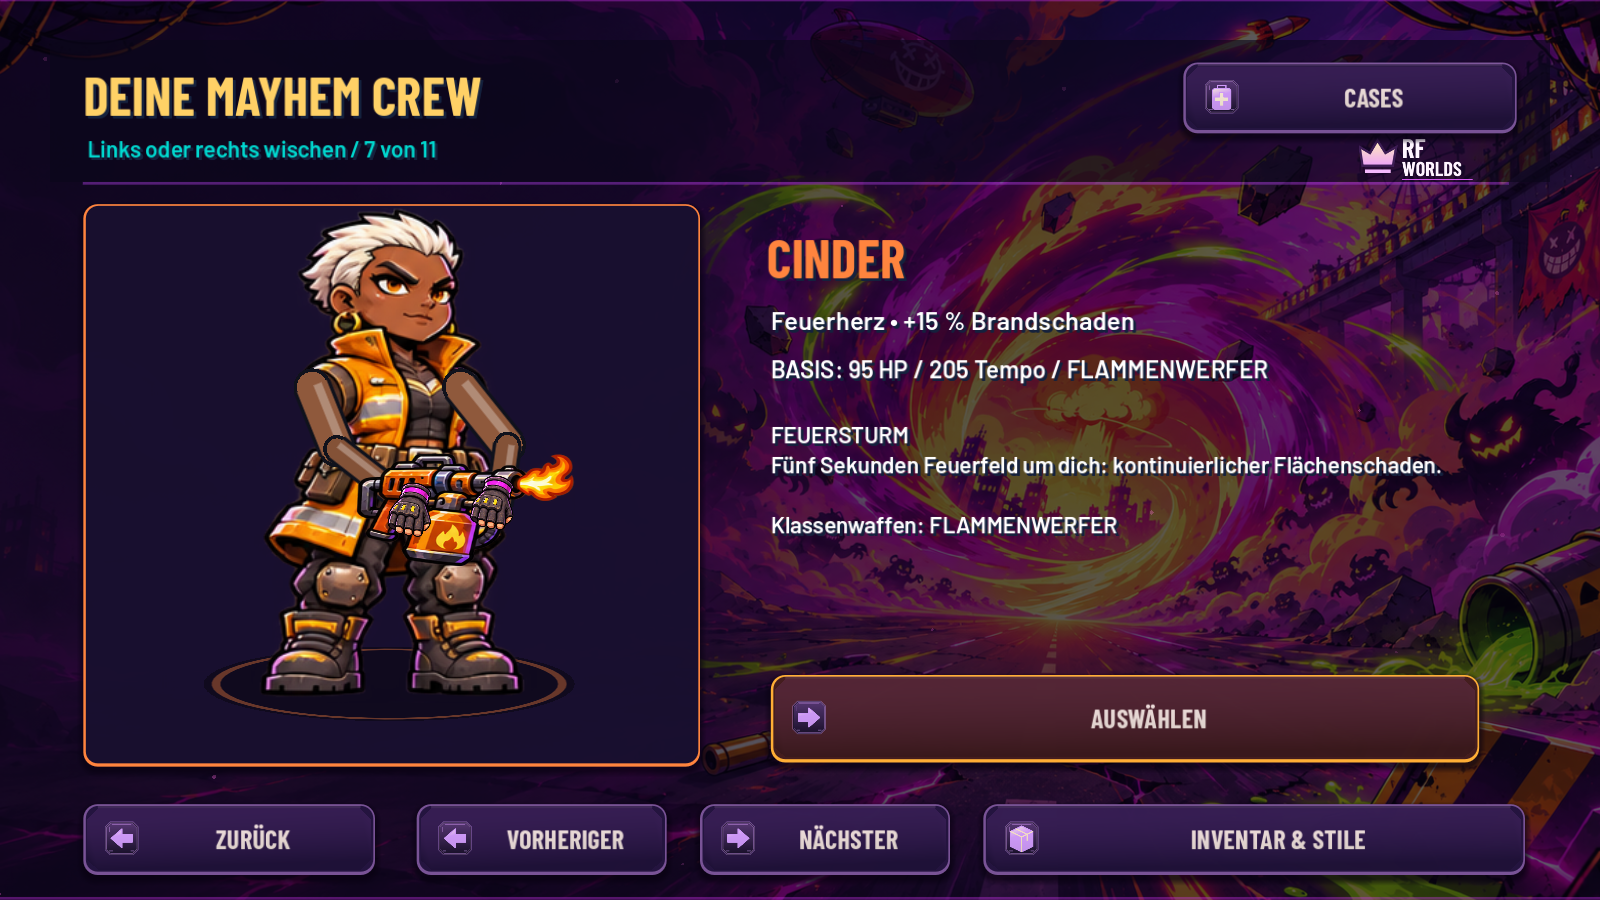 DEINE MAYHEM CREW
Links oder rechts wischen / 7 von 11
CASES
RF
WORLDS
CINDER
Feuerherz • +15 % Brandschaden
BASIS: 95 HP / 205 Tempo / FLAMMENWERFER
FEUERSTURM
Fünf Sekunden Feuerfeld um dich: kontinuierlicher Flächenschaden.
Klassenwaffen: FLAMMENWERFER
AUSWÄHLEN
ZURÜCK
VORHERIGER
NÄCHSTER
INVENTAR & STILE